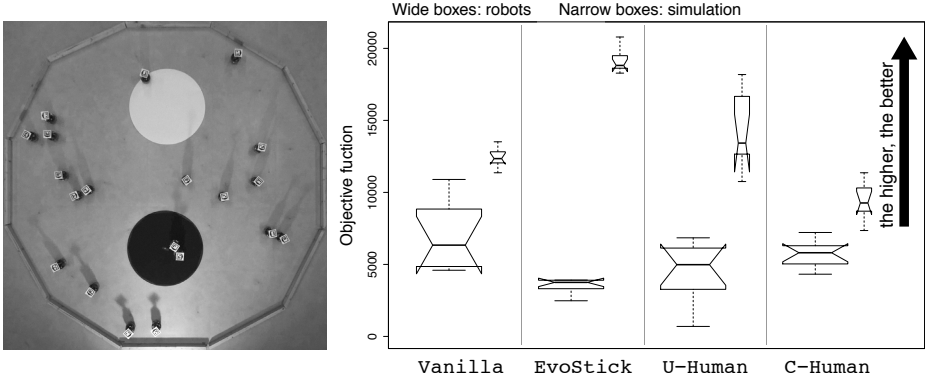 Wide boxes: robots Narrow boxes: simulation
Objective fuction
20000
15000
10000
5000
0
the higher, the better
Vanilla EvoStick U-Human C-Human